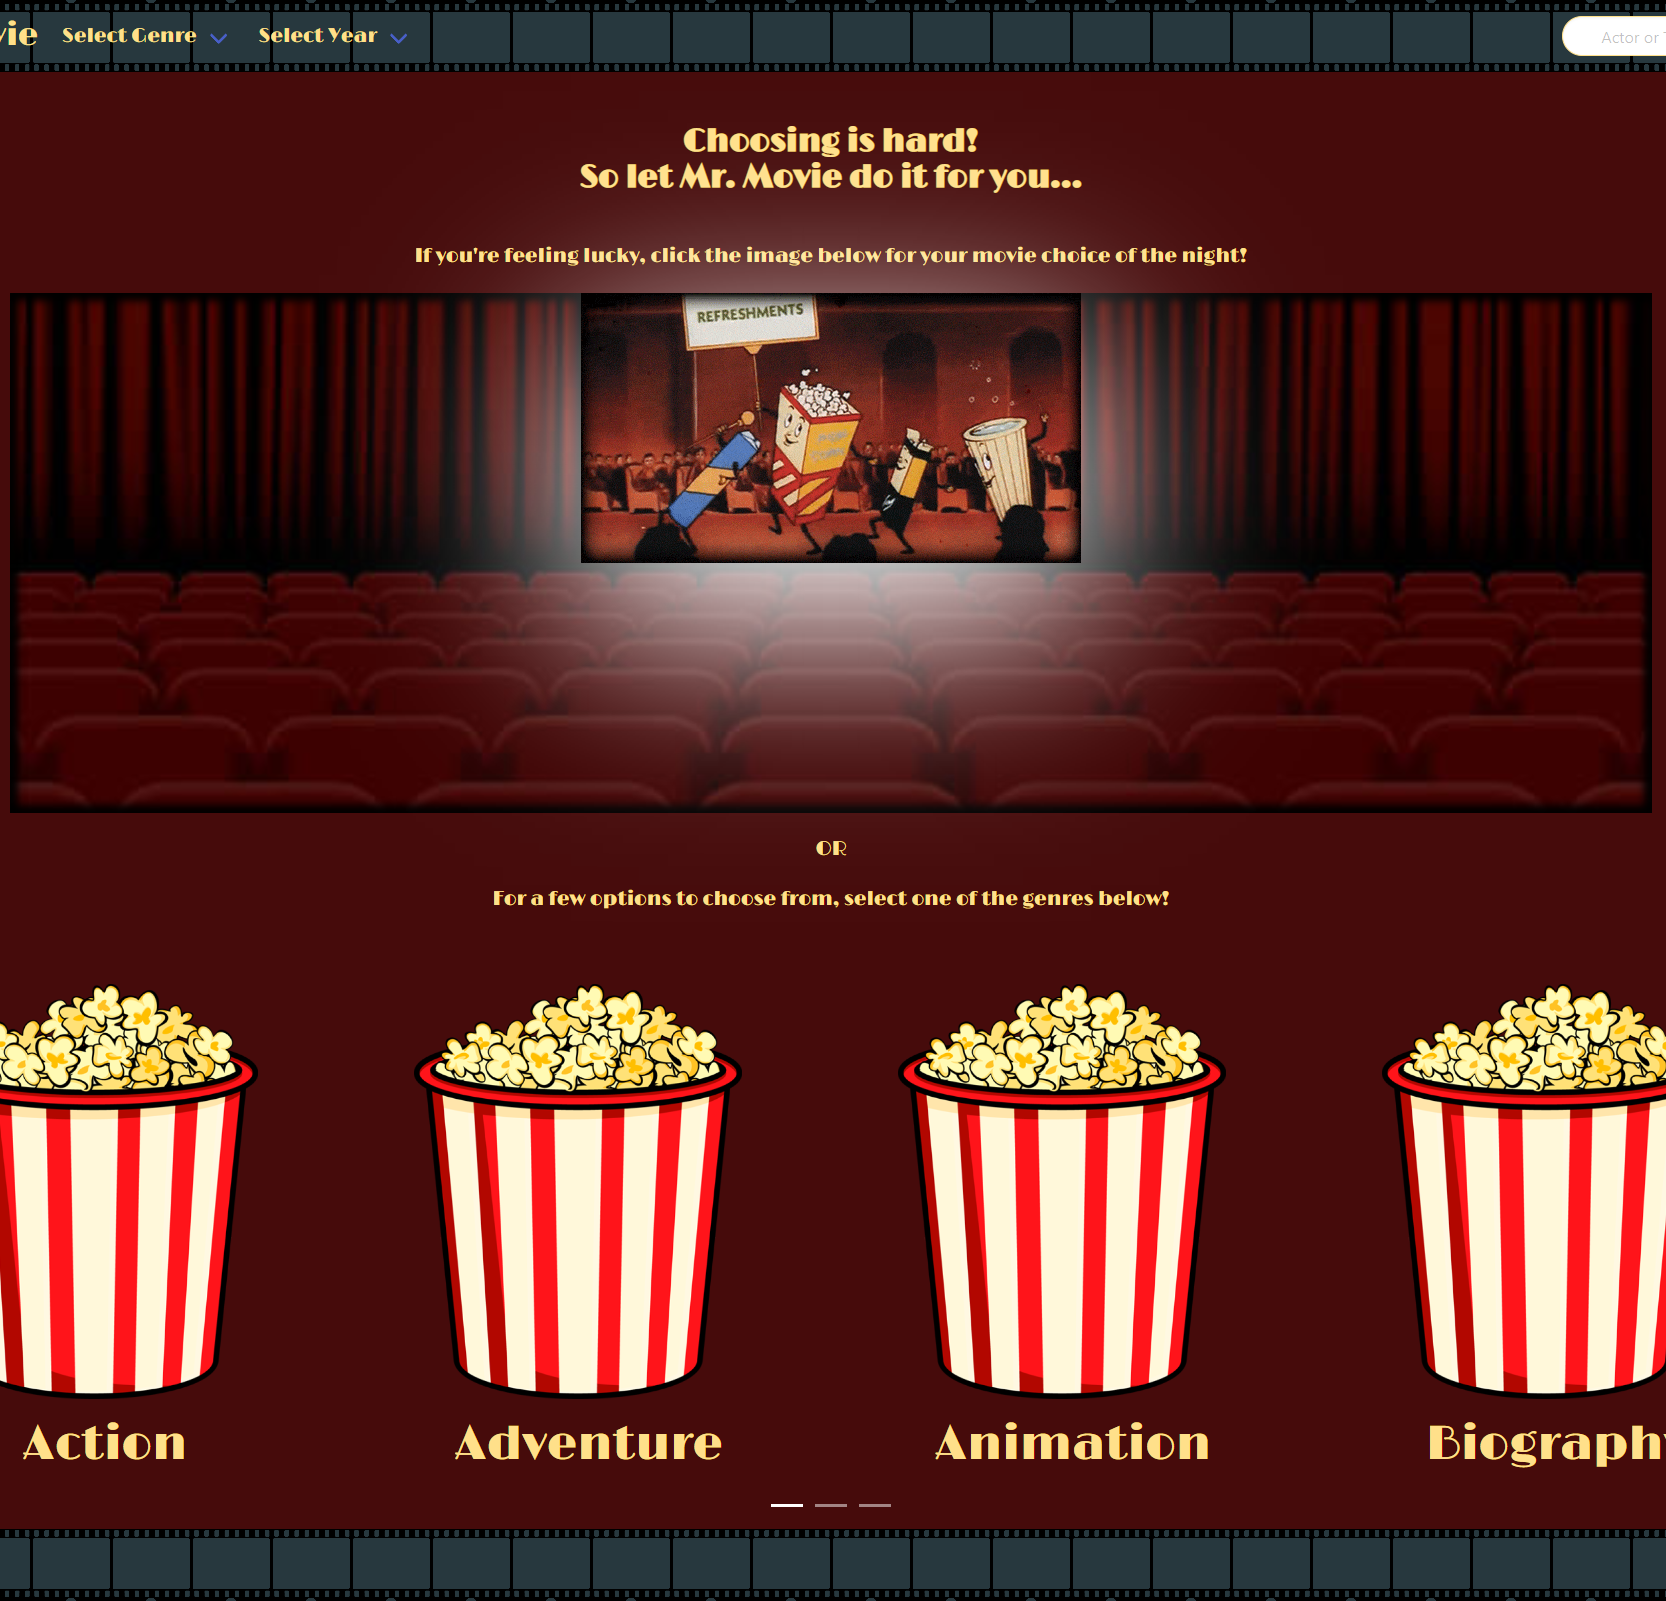 vie Select Genre Select Year Actor or T
Choosing is hard!
So let Mr. Movie do it for you...
If you're feeling lucky, click the image below for your movie choice of the night!
REFRESHMENTS
OR
For a few options to choose from, select one of the genres below!
Action Adventure Animation Biography